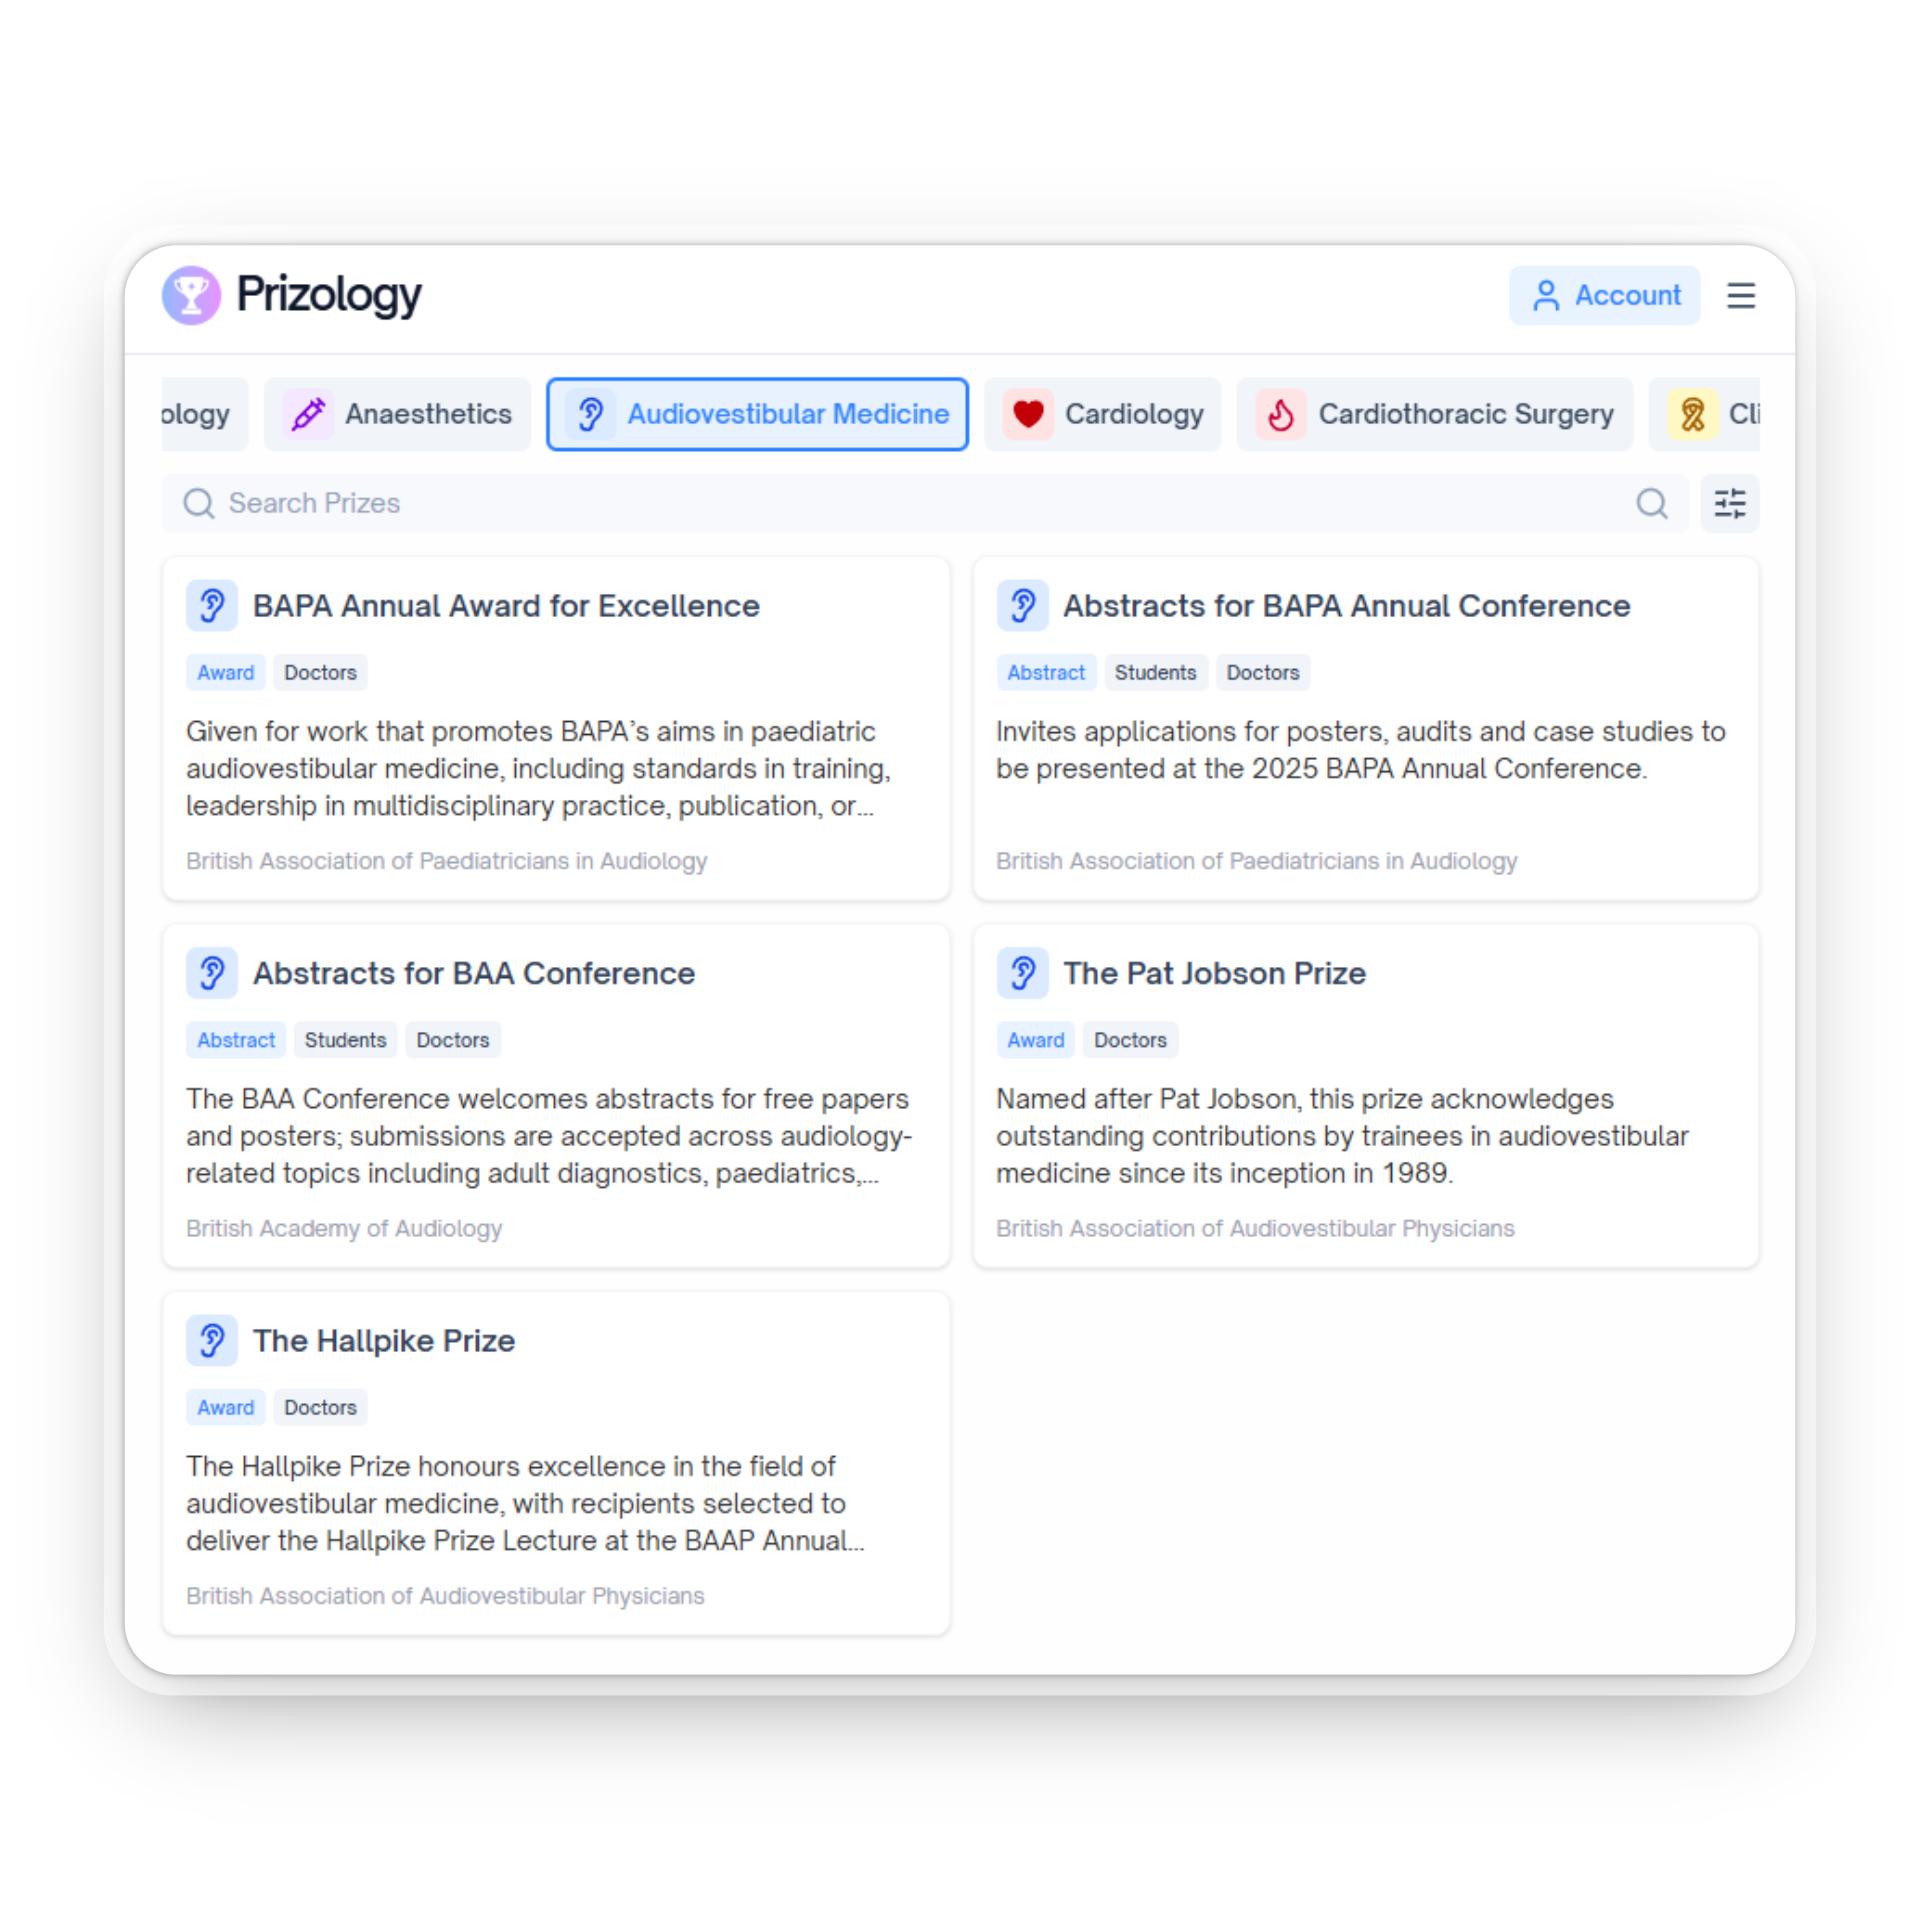 Prizology
Account
ology
Anaesthetics
Audiovestibular Medicine
Cardiology
Cardiothoracic Surgery
Cli
Search Prizes
BAPA Annual Award for Excellence
Award
Doctors
Given for work that promotes BAPA’s aims in paediatric
audiovestibular medicine, including standards in training,
leadership in multidisciplinary practice, publication, or...
British Association of Paediatricians in Audiology
Abstracts for BAPA Annual Conference
Abstract
Students
Doctors
Invites applications for posters, audits and case studies to
be presented at the 2025 BAPA Annual Conference.
British Association of Paediatricians in Audiology
Abstracts for BAA Conference
Abstract
Students
Doctors
The BAA Conference welcomes abstracts for free papers
and posters; submissions are accepted across audiology-
related topics including adult diagnostics, paediatrics,...
British Academy of Audiology
The Pat Jobson Prize
Award
Doctors
Named after Pat Jobson, this prize acknowledges
outstanding contributions by trainees in audiovestibular
medicine since its inception in 1989.
British Association of Audiovestibular Physicians
The Hallpike Prize
Award
Doctors
The Hallpike Prize honours excellence in the field of
audiovestibular medicine, with recipients selected to
deliver the Hallpike Prize Lecture at the BAAP Annual...
British Association of Audiovestibular Physicians